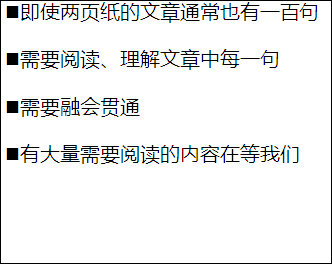 ■即使两页纸的文章通常也有一百句
■需要阅读、理解文章中每一句
■需要融会贯通
■有大量需要阅读的内容在等我们